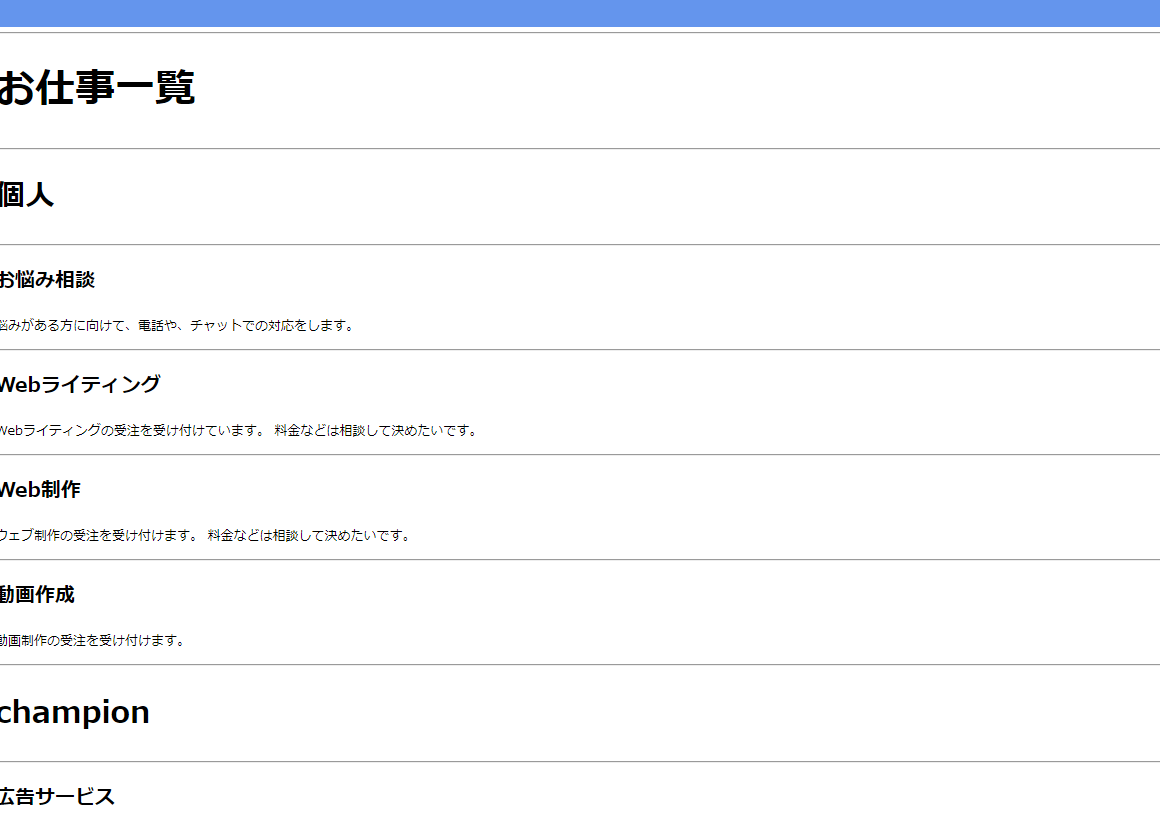 お仕事一覧
個人
お悩み相談
悩みがある方に向けて、電話や、チャットでの対応をします。
Webライティング
Webライティングの受注を受け付けています。 料金などは相談して決めたいです。
Web制作
ウェブ制作の受注を受け付けます。 料金などは相談して決めたいです。
動画作成
動画制作の受注を受け付けます。
champion
広告サービス